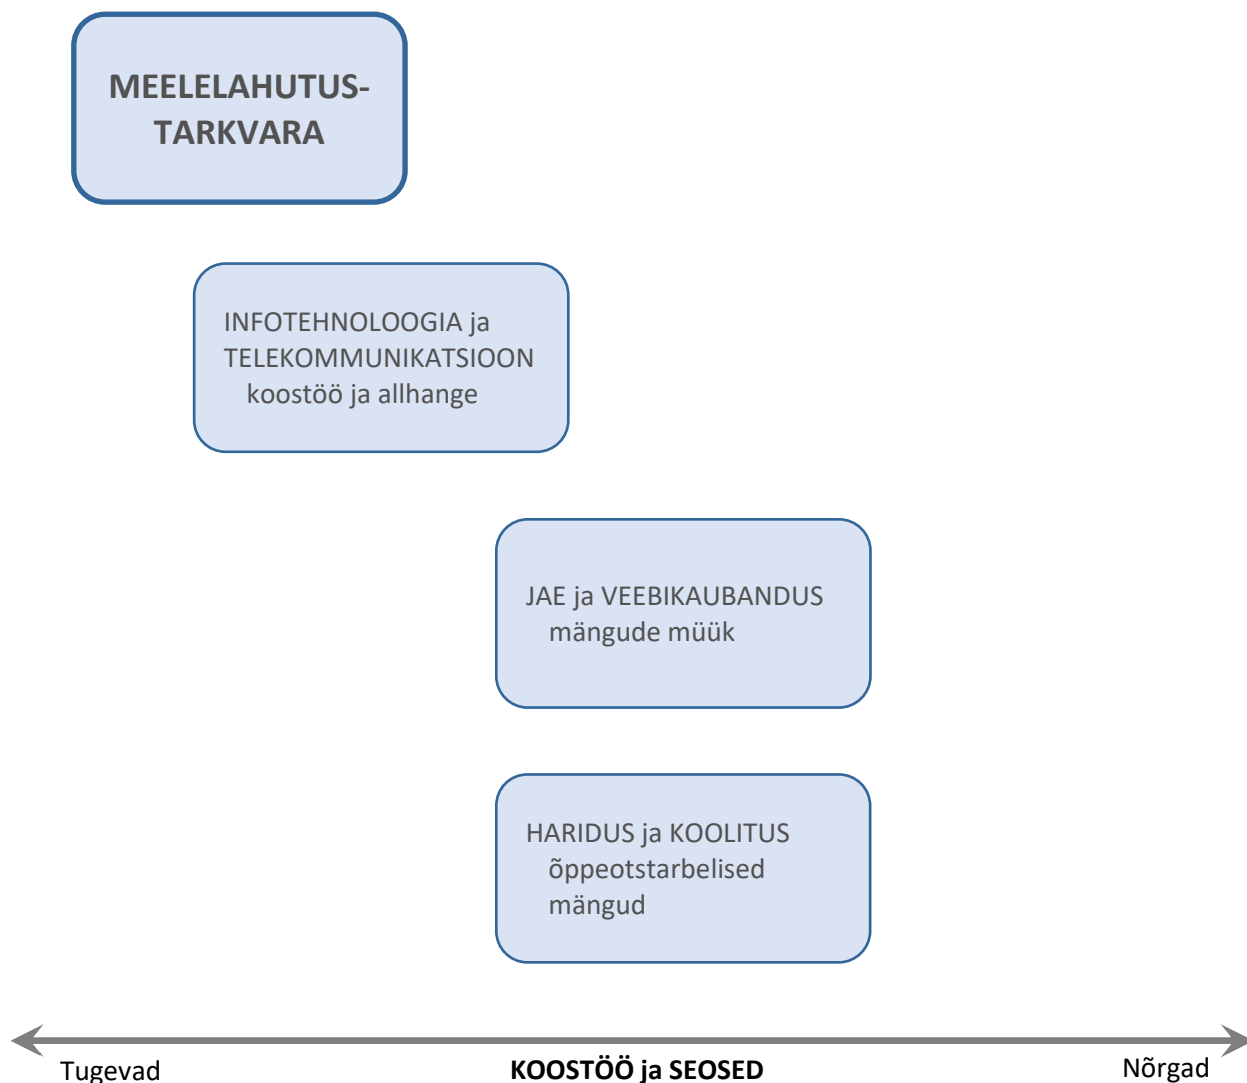 MEELELAHUTUS-
TARKVARA
INFOTEHNOLOOGIA ja
TELEKOMMUNIKATSIOON
koostöö ja allhange
JAE ja VEEBIKAUBANDUS
mängude müük
HARIDUS ja KOOLITUS
õppeotstarbelised
mängud
Tugevad
KOOSTÖÖ ja SEOSED
Nõrgad